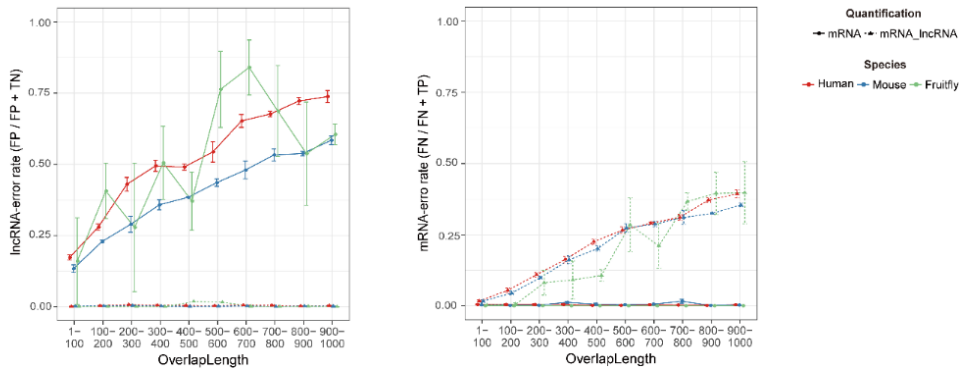 lncRNA-error rate (FP / FP + TN)
1.00
0.75
0.50
0.25
0.00
1− 100− 200− 300− 400− 500− 600− 700− 800− 900−
100 200 300 400 500 600 700 800 900 1000
OverlapLength
mRNA-error rate (FN / FN + TP)
1.00
0.75
0.50
0.25
0.00
1− 100− 200− 300− 400− 500− 600− 700− 800− 900−
100 200 300 400 500 600 700 800 900 1000
OverlapLength
Quantification
mRNA mRNA_lncRNA
Species
Human Mouse Fruitfly